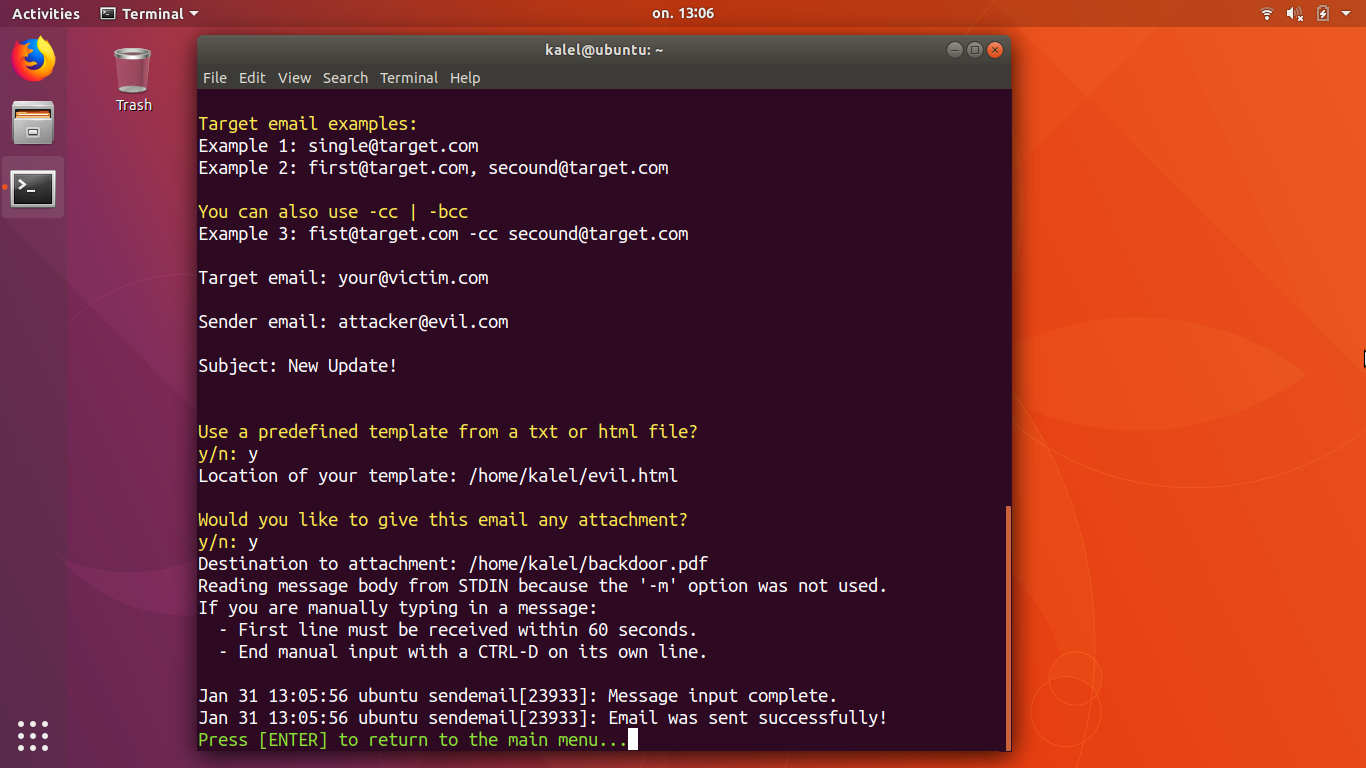 Activities
Terminal
on. 13:06
Trash
kalel@ubuntu: ~
File Edit View Search Terminal Help
Target email examples:
Example 1: single@target.com
Example 2: first@target.com, secound@target.com
You can also use -cc | -bcc
Example 3: fist@target.com -cc secound@target.com
Target email: your@victim.com
Sender email: attacker@evil.com
Subject: New Update!
Use a predefined template from a txt or html file?
y/n: y
Location of your template: /home/kalel/evil.html
Would you like to give this email any attachment?
y/n: y
Destination to attachment: /home/kalel/backdoor.pdf
Reading message body from STDIN because the '-m' option was not used.
If you are manually typing in a message:
- First line must be received within 60 seconds.
- End manual input with a CTRL-D on its own line.
Jan 31 13:05:56 ubuntu sendemail[23933]: Message input complete.
Jan 31 13:05:56 ubuntu sendemail[23933]: Email was sent successfully!
Press [ENTER] to return to the main menu...